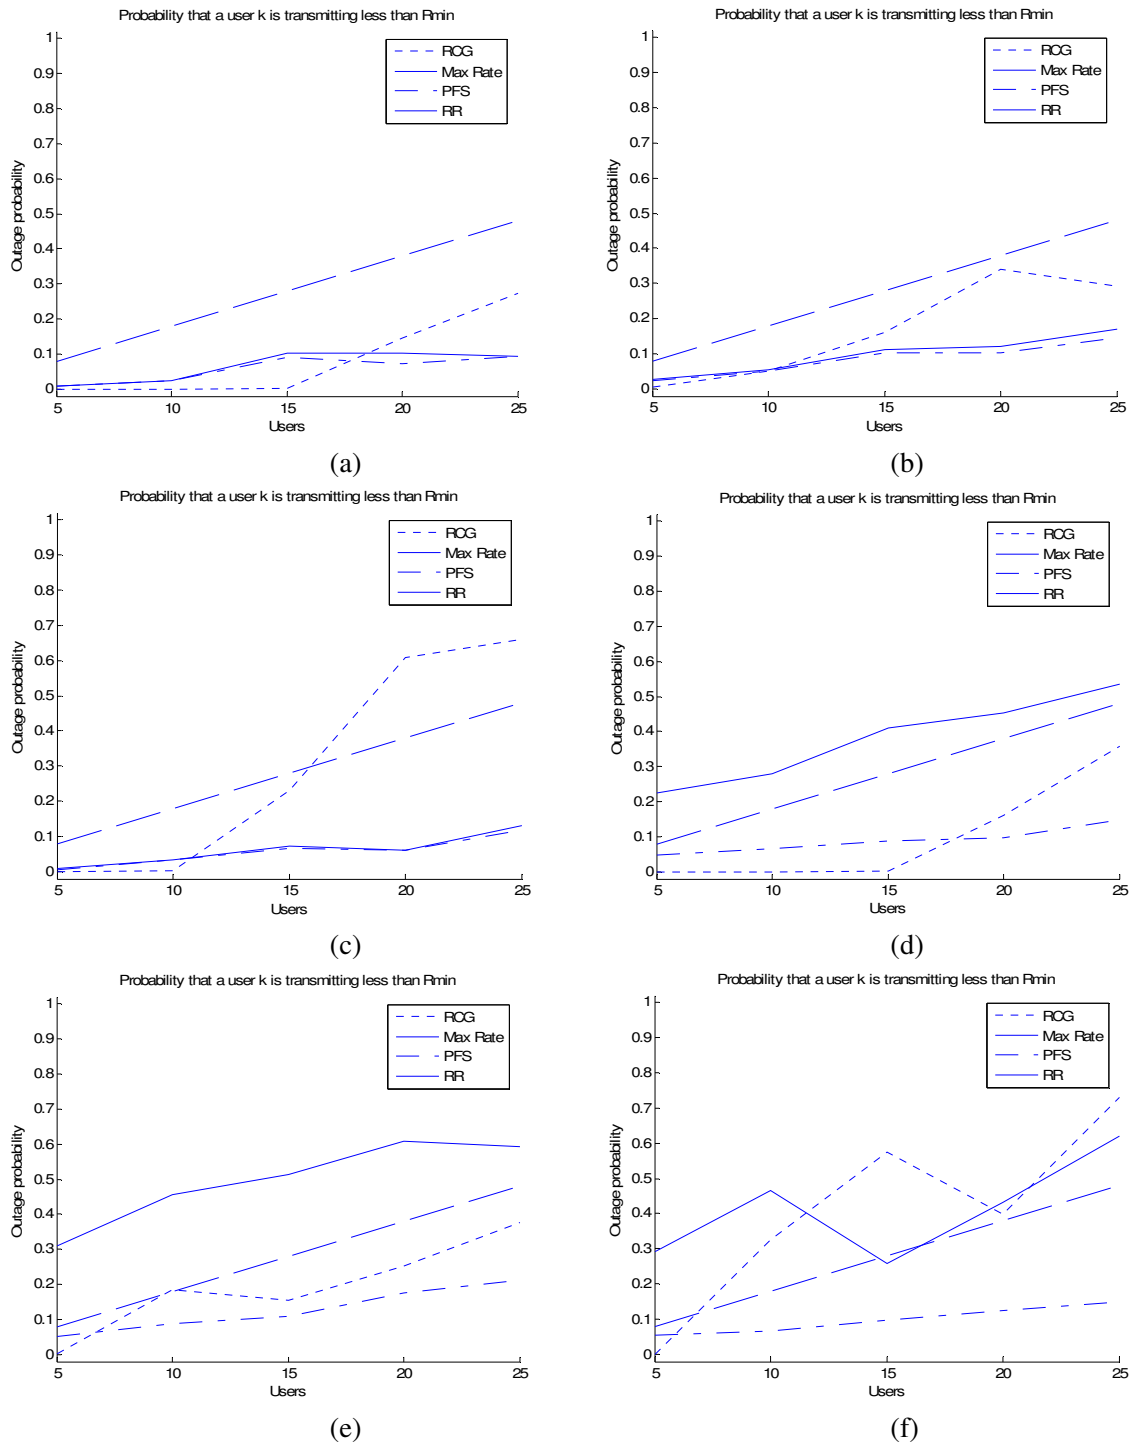 Probability that a user k is transmitting less than Rmin
1
0.9
0.8
0.7
0.6
0.5
0.4
0.3
0.2
0.1
0
Outage probability
5 10 15 20 25
Users
RCG
Max Rate
PFS
RR
(a)
Probability that a user k is transmitting less than Rmin
1
0.9
0.8
0.7
0.6
0.5
0.4
0.3
0.2
0.1
0
Outage probability
5 10 15 20 25
Users
RCG
Max Rate
PFS
RR
(b)
Probability that a user k is transmitting less than Rmin
1
0.9
0.8
0.7
0.6
0.5
0.4
0.3
0.2
0.1
0
Outage probability
5 10 15 20 25
Users
RCG
Max Rate
PFS
RR
(c)
Probability that a user k is transmitting less than Rmin
1
0.9
0.8
0.7
0.6
0.5
0.4
0.3
0.2
0.1
0
Outage probability
5 10 15 20 25
Users
RCG
Max Rate
PFS
RR
(d)
Probability that a user k is transmitting less than Rmin
1
0.9
0.8
0.7
0.6
0.5
0.4
0.3
0.2
0.1
0
Outage probability
5 10 15 20 25
Users
RCG
Max Rate
PFS
RR
(e)
Probability that a user k is transmitting less than Rmin
1
0.9
0.8
0.7
0.6
0.5
0.4
0.3
0.2
0.1
0
Outage probability
5 10 15 20 25
Users
RCG
Max Rate
PFS
RR
(f)